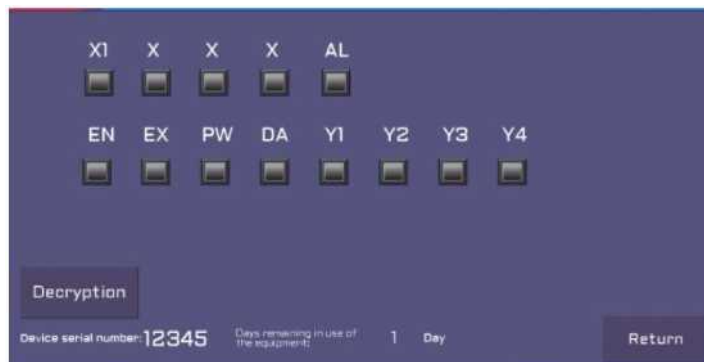 X1 X X X AL
EN EX PW DA Y1 Y2 Y3 Y4
Decryption
Device serial number: 12345
Days remaining in use of
the equipment:
1 Day
Return